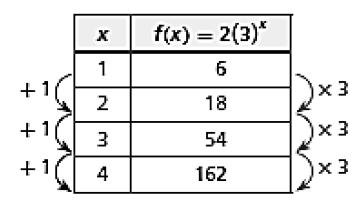 x f(x) = 2(3)^x
1 6
+ 1 × 3
2 18
+ 1 × 3
3 54
+ 1 × 3
4 162